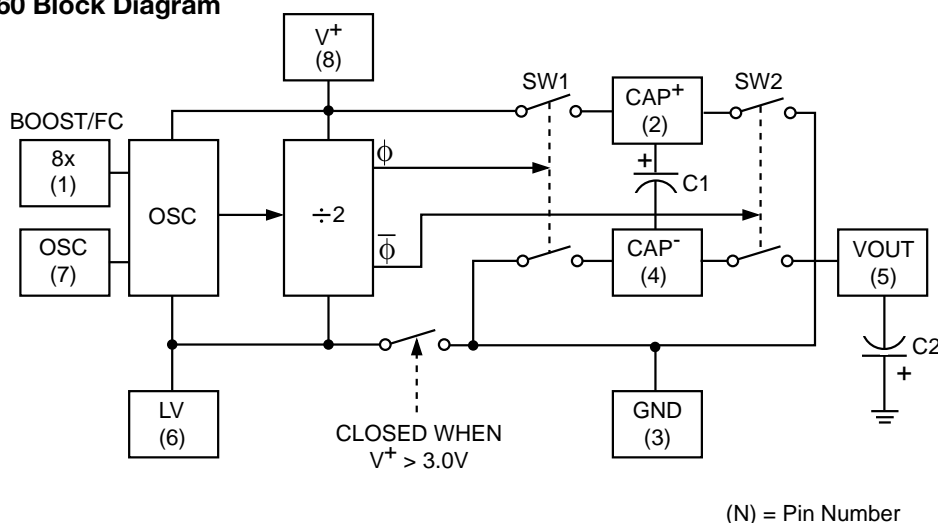 60 Block Diagram
V+
(8)
SW1
CAP+
(2)
SW2
BOOST/FC
8x
(1)
OSC
÷2
ϕ
+
C1
OSC
(7)
ϕ̅
CAP-
(4)
VOUT
(5)
C2
+
LV
(6)
CLOSED WHEN
V+ > 3.0V
GND
(3)
(N) = Pin Number